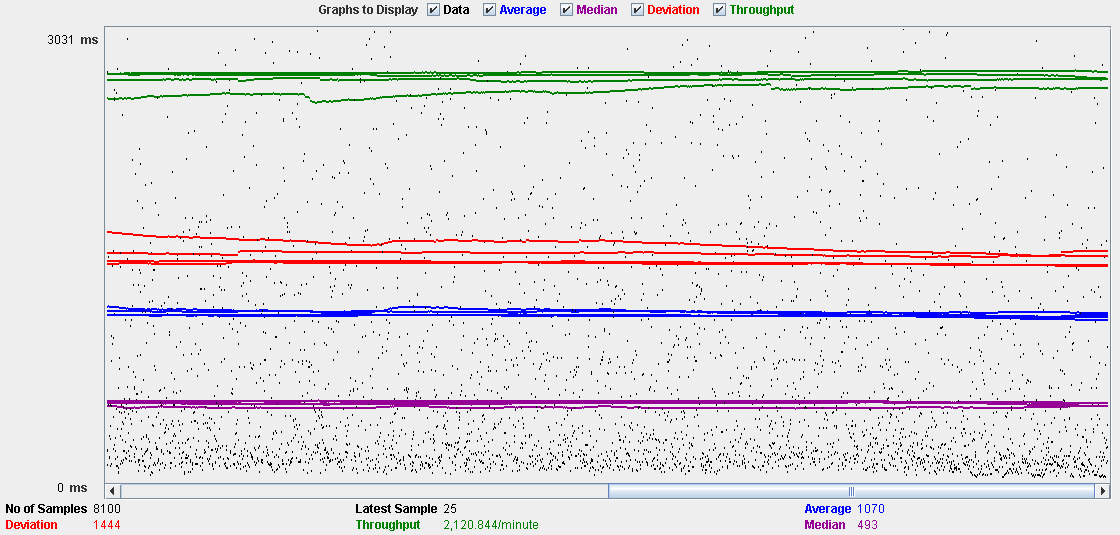 Graphs to Display Data Average Median Deviation Throughput
3031 ms
0 ms
No of Samples 8100 Latest Sample 25 Average 1070
Deviation 1444 Throughput 2,120.844/minute Median 493